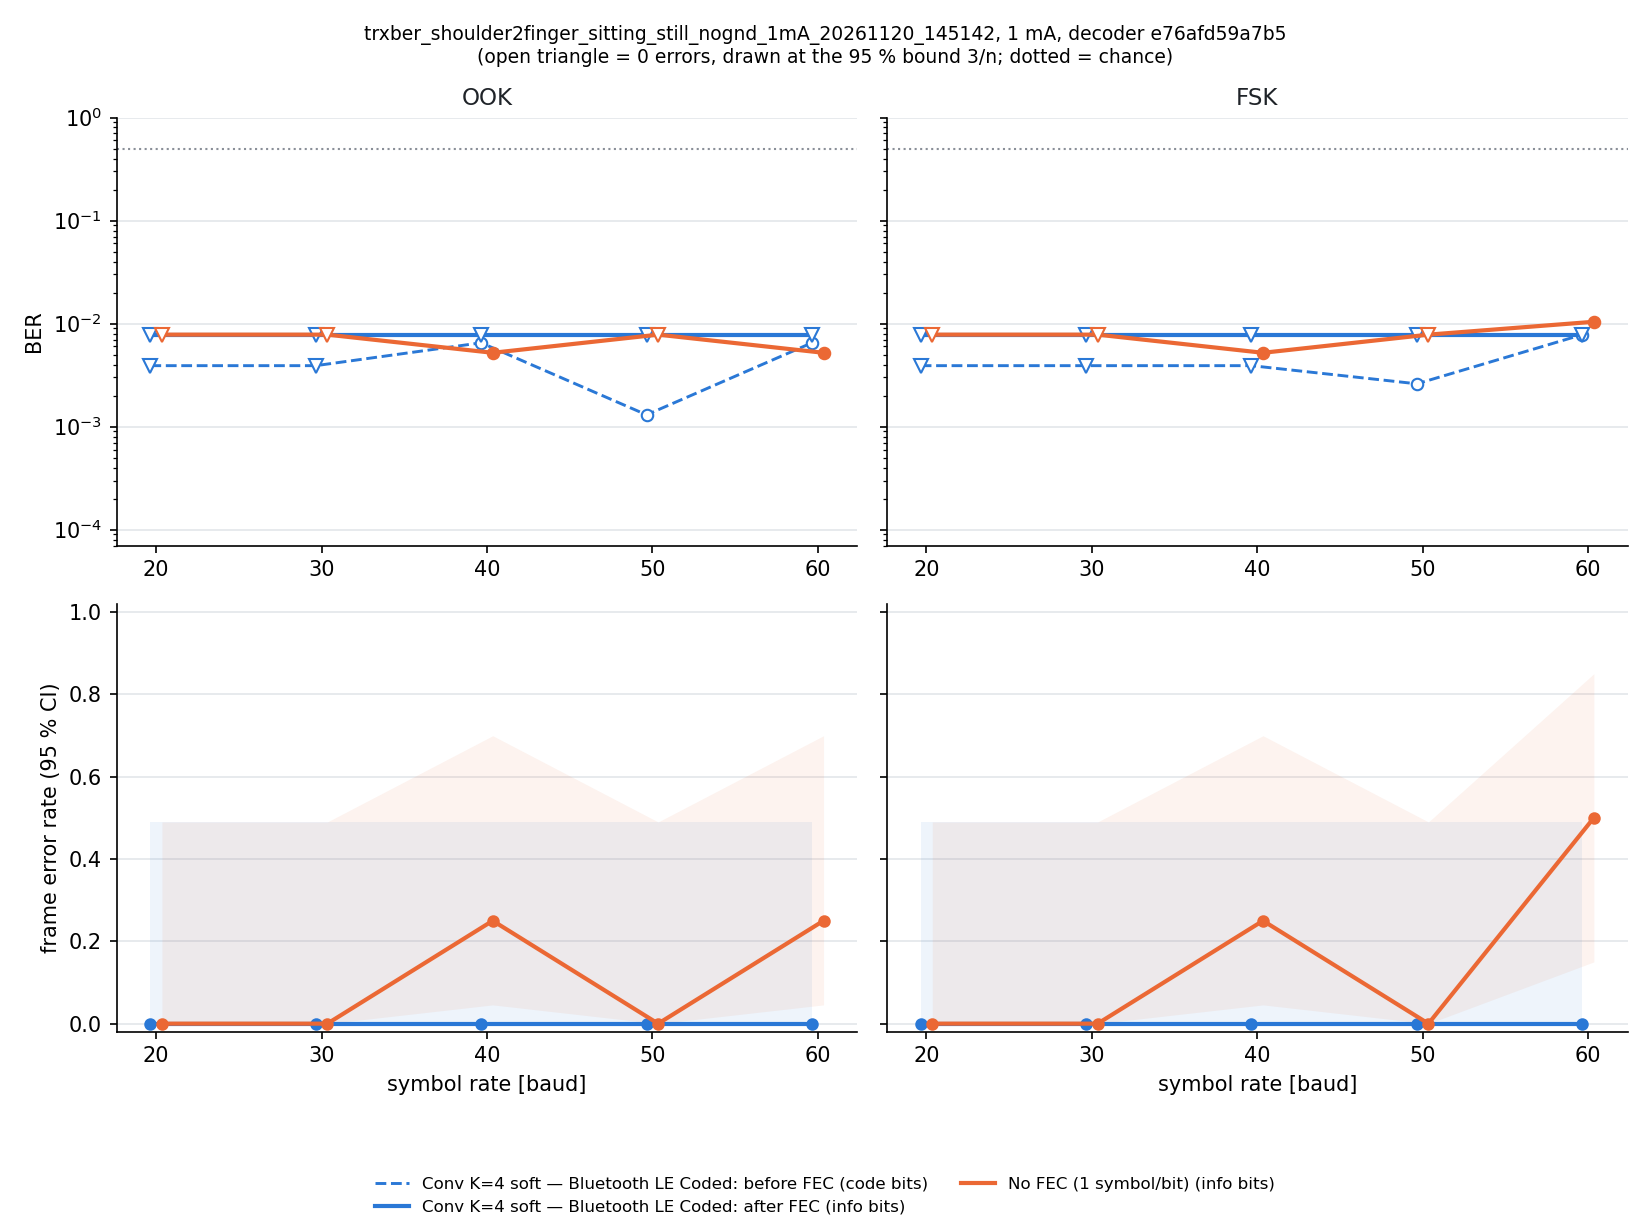 trxber_shoulder2finger_sitting_still_nognd_1mA_20261120_145142, 1 mA, decoder e76afd59a7b5
(open triangle = 0 errors, drawn at the 95 % bound 3/n; dotted = chance)
OOK
FSK
BER
10⁰
10⁻¹
10⁻²
10⁻³
10⁻⁴
20 30 40 50 60
20 30 40 50 60
frame error rate (95 % CI)
1.0
0.8
0.6
0.4
0.2
0.0
20 30 40 50 60
20 30 40 50 60
symbol rate [baud]
symbol rate [baud]
Conv K=4 soft — Bluetooth LE Coded: before FEC (code bits)
Conv K=4 soft — Bluetooth LE Coded: after FEC (info bits)
No FEC (1 symbol/bit) (info bits)